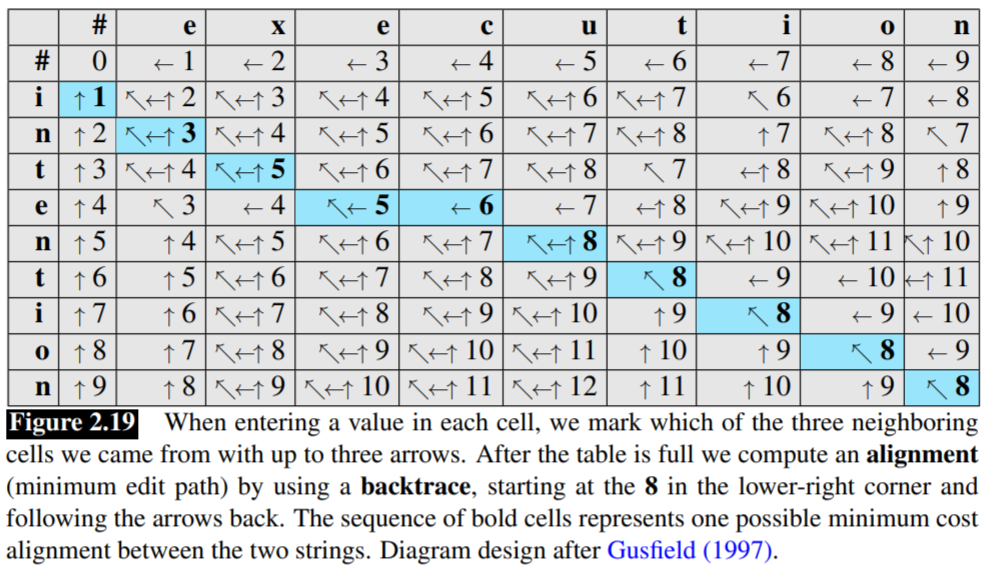 # e x e c u t i o n
# 0 ← 1 ← 2 ← 3 ← 4 ← 5 ← 6 ← 7 ← 8 ← 9
i ↑ 1 ↖←↑ 2 ↖←↑ 3 ↖←↑ 4 ↖←↑ 5 ↖←↑ 6 ↖←↑ 7 ↖ 6 ← 7 ← 8
n ↑ 2 ↖←↑ 3 ↖←↑ 4 ↖←↑ 5 ↖←↑ 6 ↖←↑ 7 ↖←↑ 8 ↑ 7 ↖←↑ 8 ↖ 7
t ↑ 3 ↖←↑ 4 ↖←↑ 5 ↖←↑ 6 ↖←↑ 7 ↖←↑ 8 ↖ 7 ←↑ 8 ↖←↑ 9 ↑ 8
e ↑ 4 ↖ 3 ← 4 ↖← 5 ← 6 ← 7 ←↑ 8 ↖←↑ 9 ↖←↑ 10 ↑ 9
n ↑ 5 ↑ 4 ↖←↑ 5 ↖←↑ 6 ↖←↑ 7 ↖←↑ 8 ↖←↑ 9 ↖←↑ 10 ↖←↑ 11 ↖↑ 10
t ↑ 6 ↑ 5 ↖←↑ 6 ↖←↑ 7 ↖←↑ 8 ↖←↑ 9 ↖ 8 ← 9 ← 10 ←↑ 11
i ↑ 7 ↑ 6 ↖←↑ 7 ↖←↑ 8 ↖←↑ 9 ↖←↑ 10 ↑ 9 ↖ 8 ← 9 ← 10
o ↑ 8 ↑ 7 ↖←↑ 8 ↖←↑ 9 ↖←↑ 10 ↖←↑ 11 ↑ 10 ↑ 9 ↖ 8 ← 9
n ↑ 9 ↑ 8 ↖←↑ 9 ↖←↑ 10 ↖←↑ 11 ↖←↑ 12 ↑ 11 ↑ 10 ↑ 9 ↖ 8
Figure 2.19 When entering a value in each cell, we mark which of the three neighboring
cells we came from with up to three arrows. After the table is full we compute an alignment
(minimum edit path) by using a backtrace, starting at the 8 in the lower-right corner and
following the arrows back. The sequence of bold cells represents one possible minimum cost
alignment between the two strings. Diagram design after Gusfield (1997).